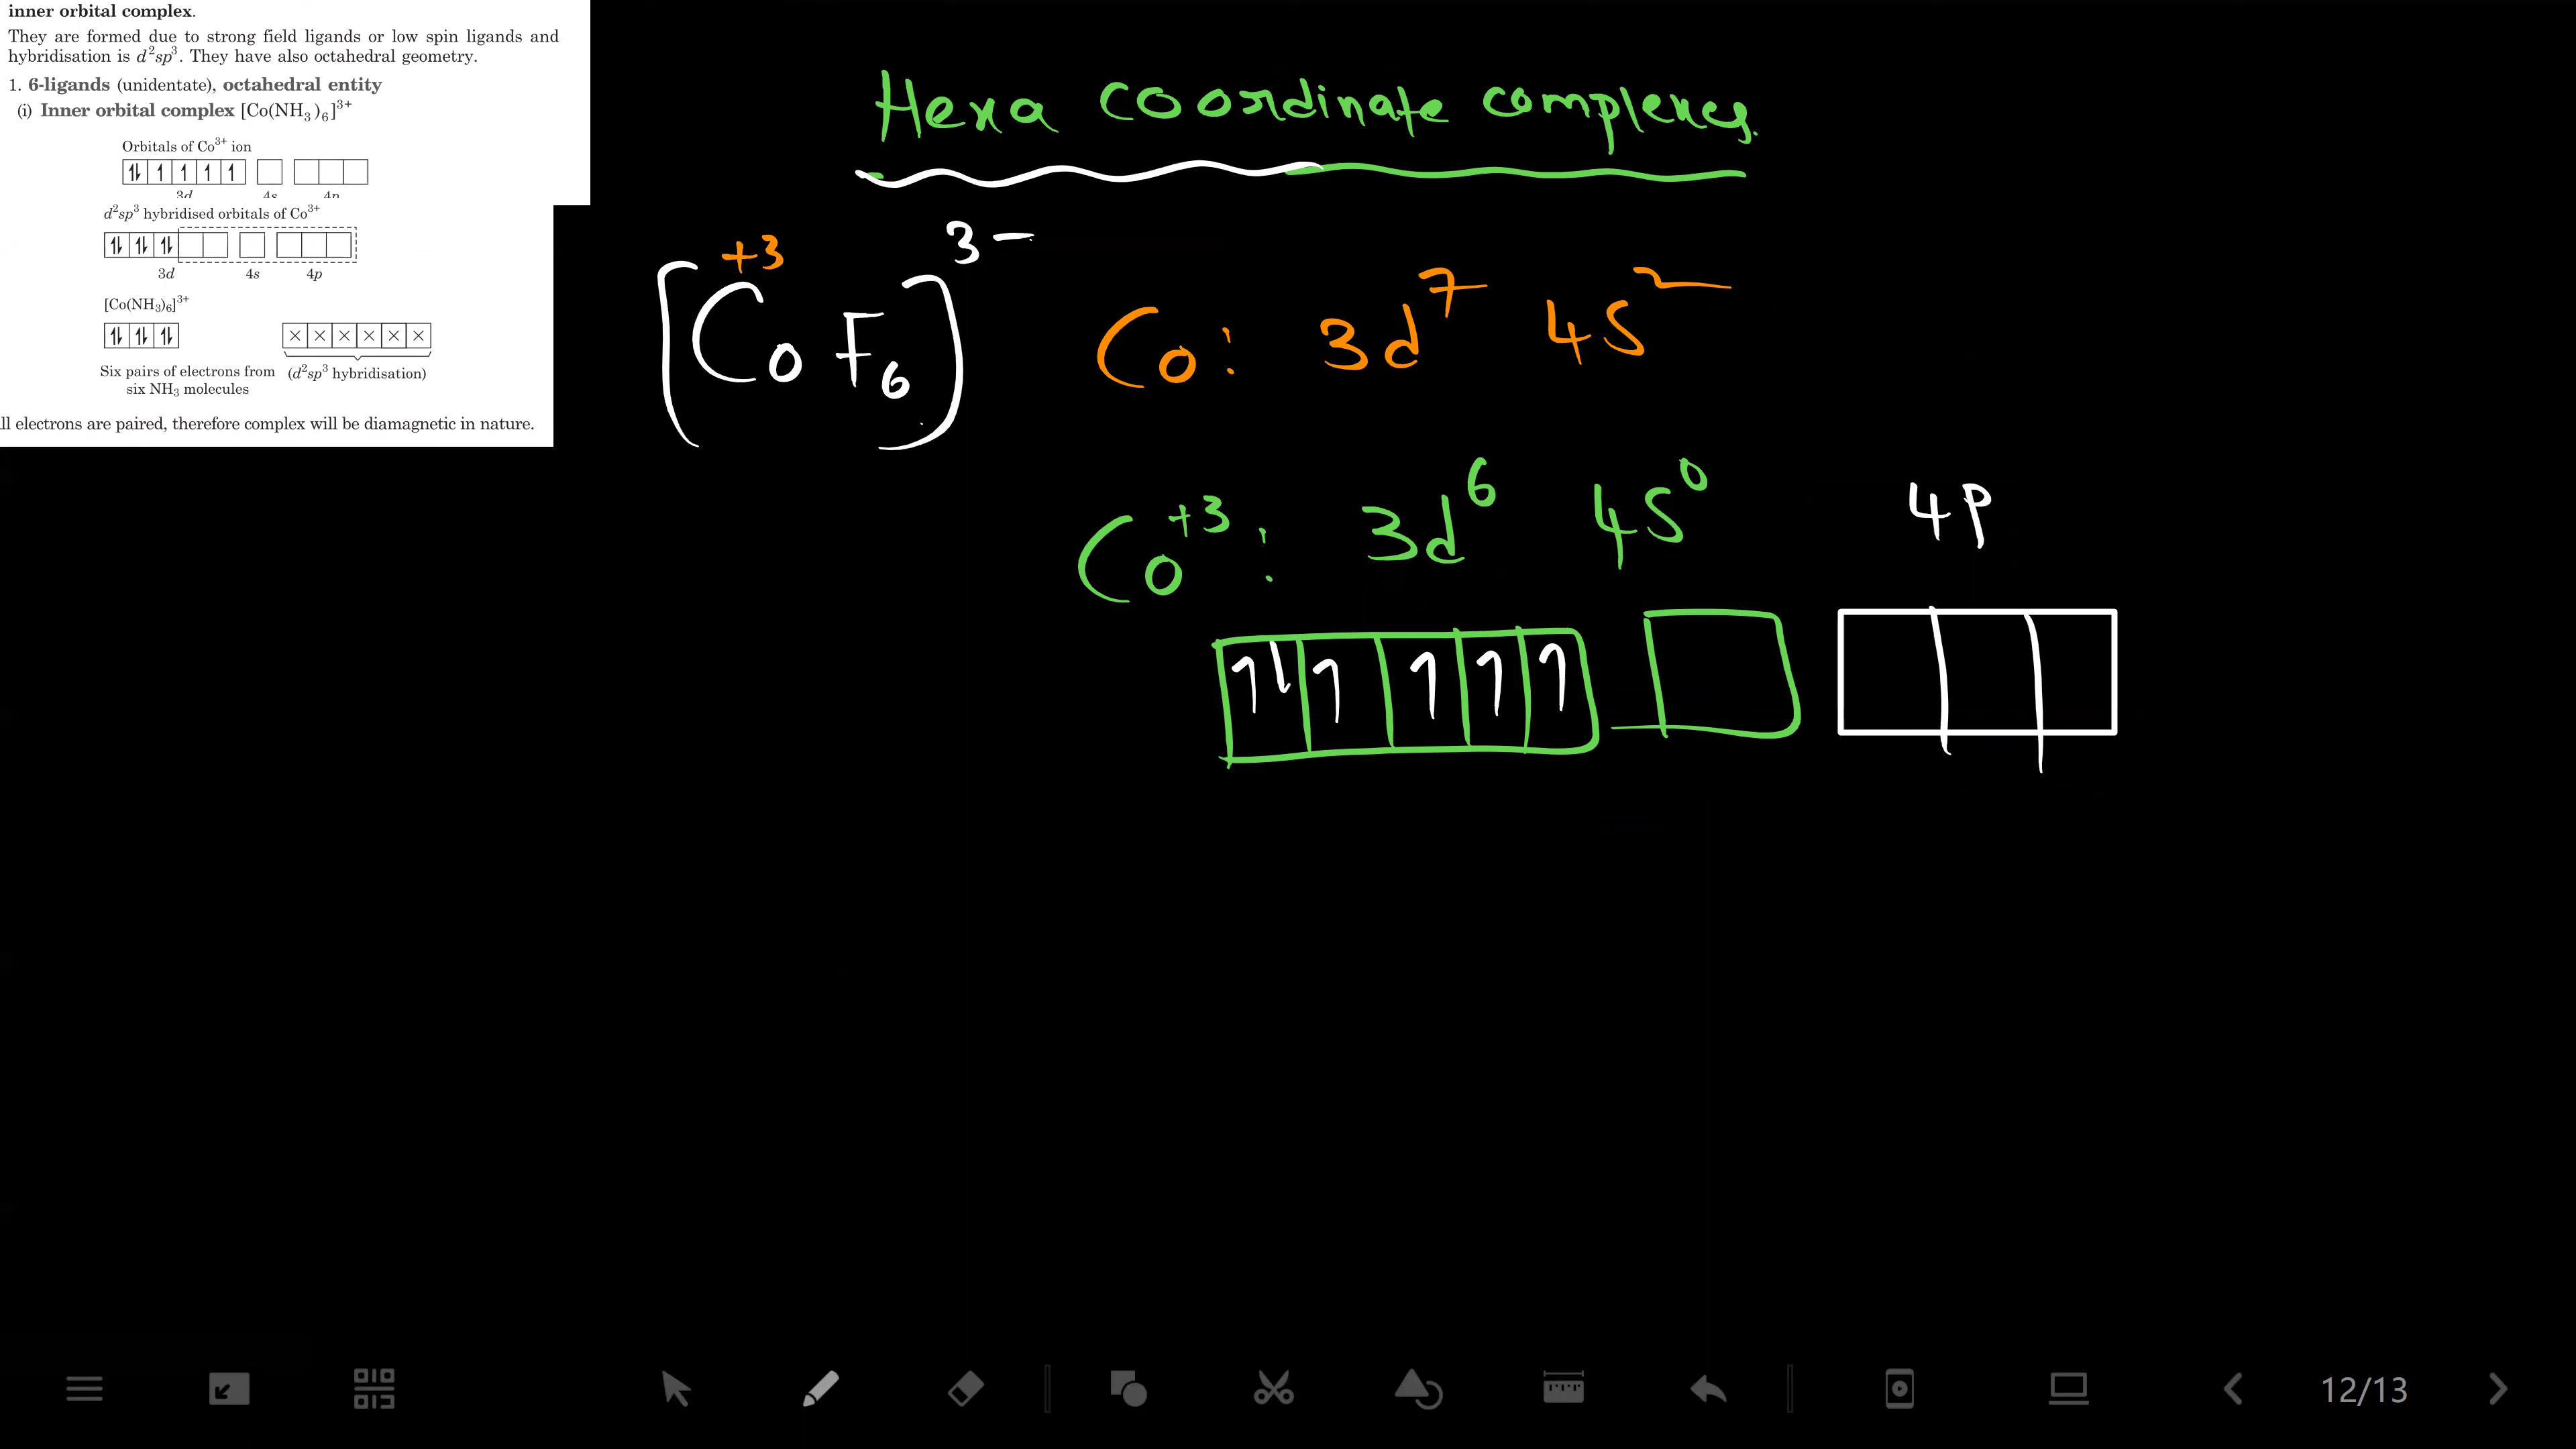 inner orbital complex.
They are formed due to strong field ligands or low spin ligands and
hybridisation is d²sp³. They have also octahedral geometry.
1. 6-ligands (unidentate), octahedral entity
(i) Inner orbital complex [Co(NH₃)₆]³⁺
Orbitals of Co³⁺ ion
⥮ ↿ ↿ ↿ ↿
3d 4s 4p
d²sp³ hybridised orbitals of Co³⁺
⥮ ⥮ ⥮
3d 4s 4p
[Co(NH₃)₆]³⁺
⥮ ⥮ ⥮ × × × × × ×
Six pairs of electrons from (d²sp³ hybridisation)
six NH₃ molecules
ll electrons are paired, therefore complex will be diamagnetic in nature.
Hexa coordinate complexes.
+3
[CoF₆]³⁻
Co: 3d⁷ 4s²
Co⁺³: 3d⁶ 4s⁰ 4p
↿⇂ ↿ ↿ ↿ ↿
12/13